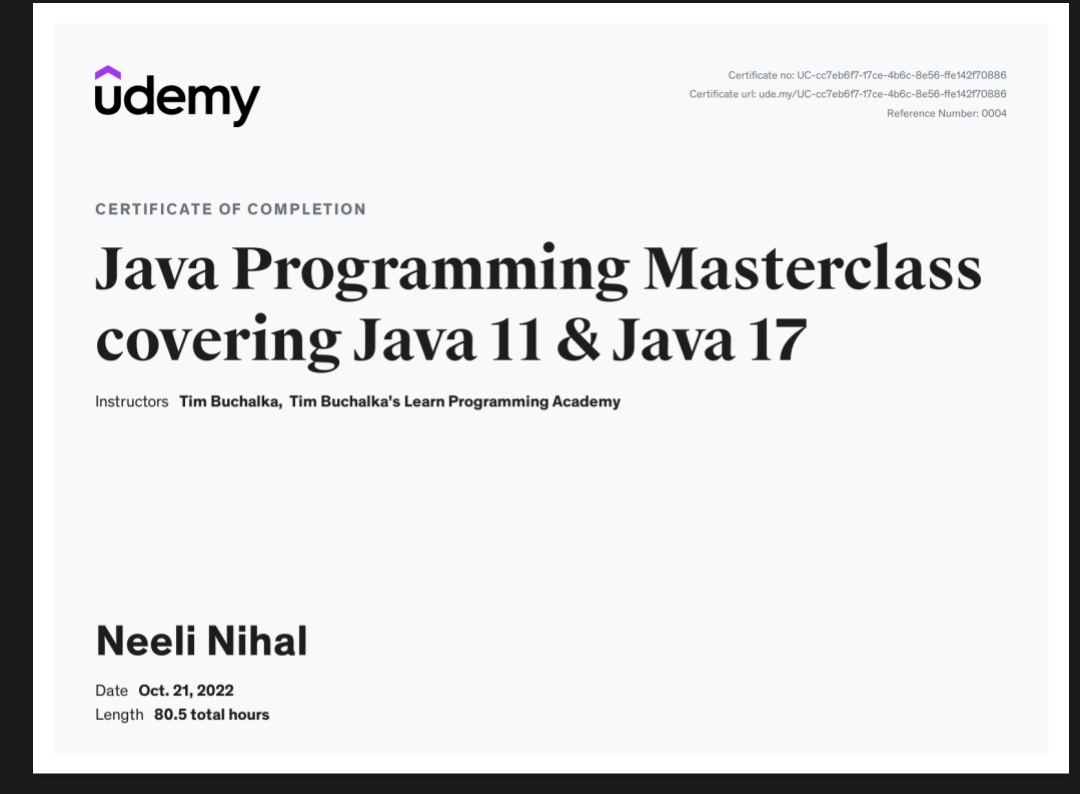 udemy
Certificate no: UC-cc7eb6f7-17ce-4b6c-8e56-ffe142f70886
Certificate url: ude.my/UC-cc7eb6f7-17ce-4b6c-8e56-ffe142f70886
Reference Number: 0004
CERTIFICATE OF COMPLETION
Java Programming Masterclass
covering Java 11 & Java 17
Instructors Tim Buchalka, Tim Buchalka's Learn Programming Academy
Neeli Nihal
Date Oct. 21, 2022
Length 80.5 total hours